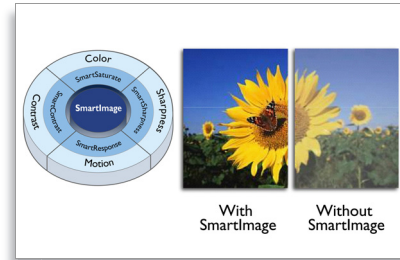 Color
SmartSaturate
Contrast
SmartContrast
SmartImage
SmartSharpness
Sharpness
SmartResponse
Motion
With
SmartImage
Without
SmartImage